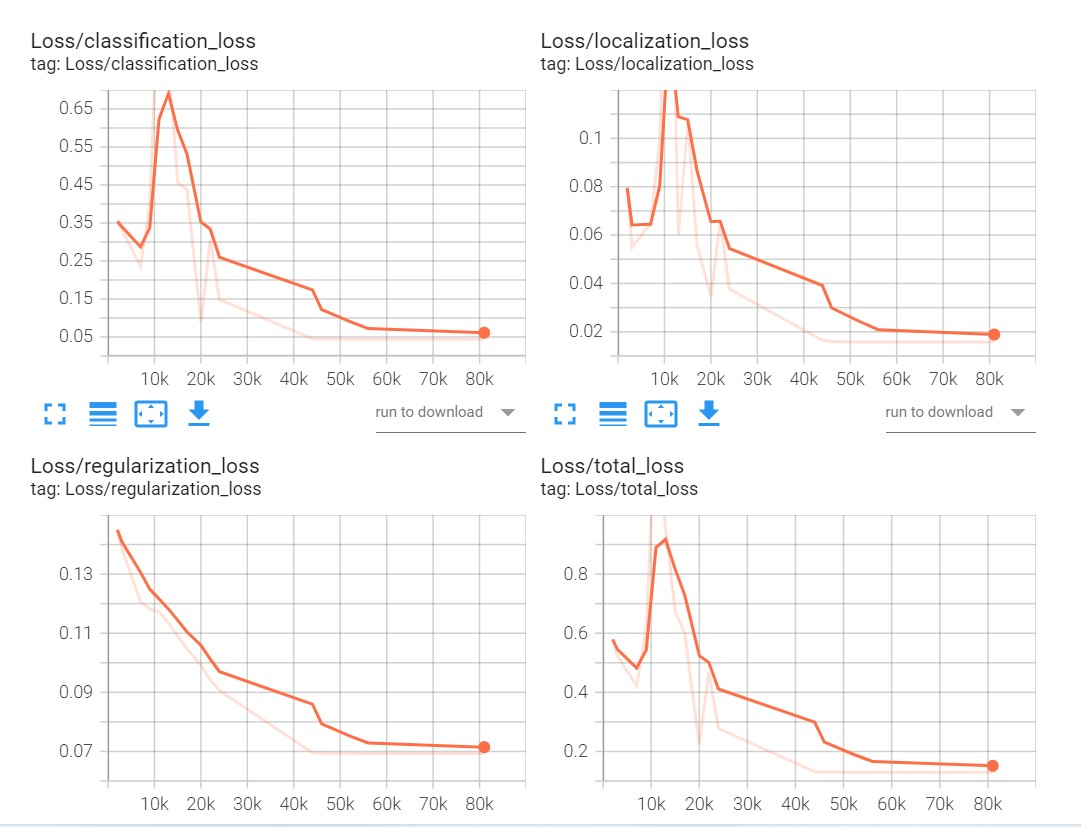 Loss/classification_loss
tag: Loss/classification_loss
0.65
0.55
0.45
0.35
0.25
0.15
0.05
10k 20k 30k 40k 50k 60k 70k 80k
run to download
Loss/localization_loss
tag: Loss/localization_loss
0.1
0.08
0.06
0.04
0.02
10k 20k 30k 40k 50k 60k 70k 80k
run to download
Loss/regularization_loss
tag: Loss/regularization_loss
0.13
0.11
0.09
0.07
10k 20k 30k 40k 50k 60k 70k 80k
Loss/total_loss
tag: Loss/total_loss
0.8
0.6
0.4
0.2
10k 20k 30k 40k 50k 60k 70k 80k